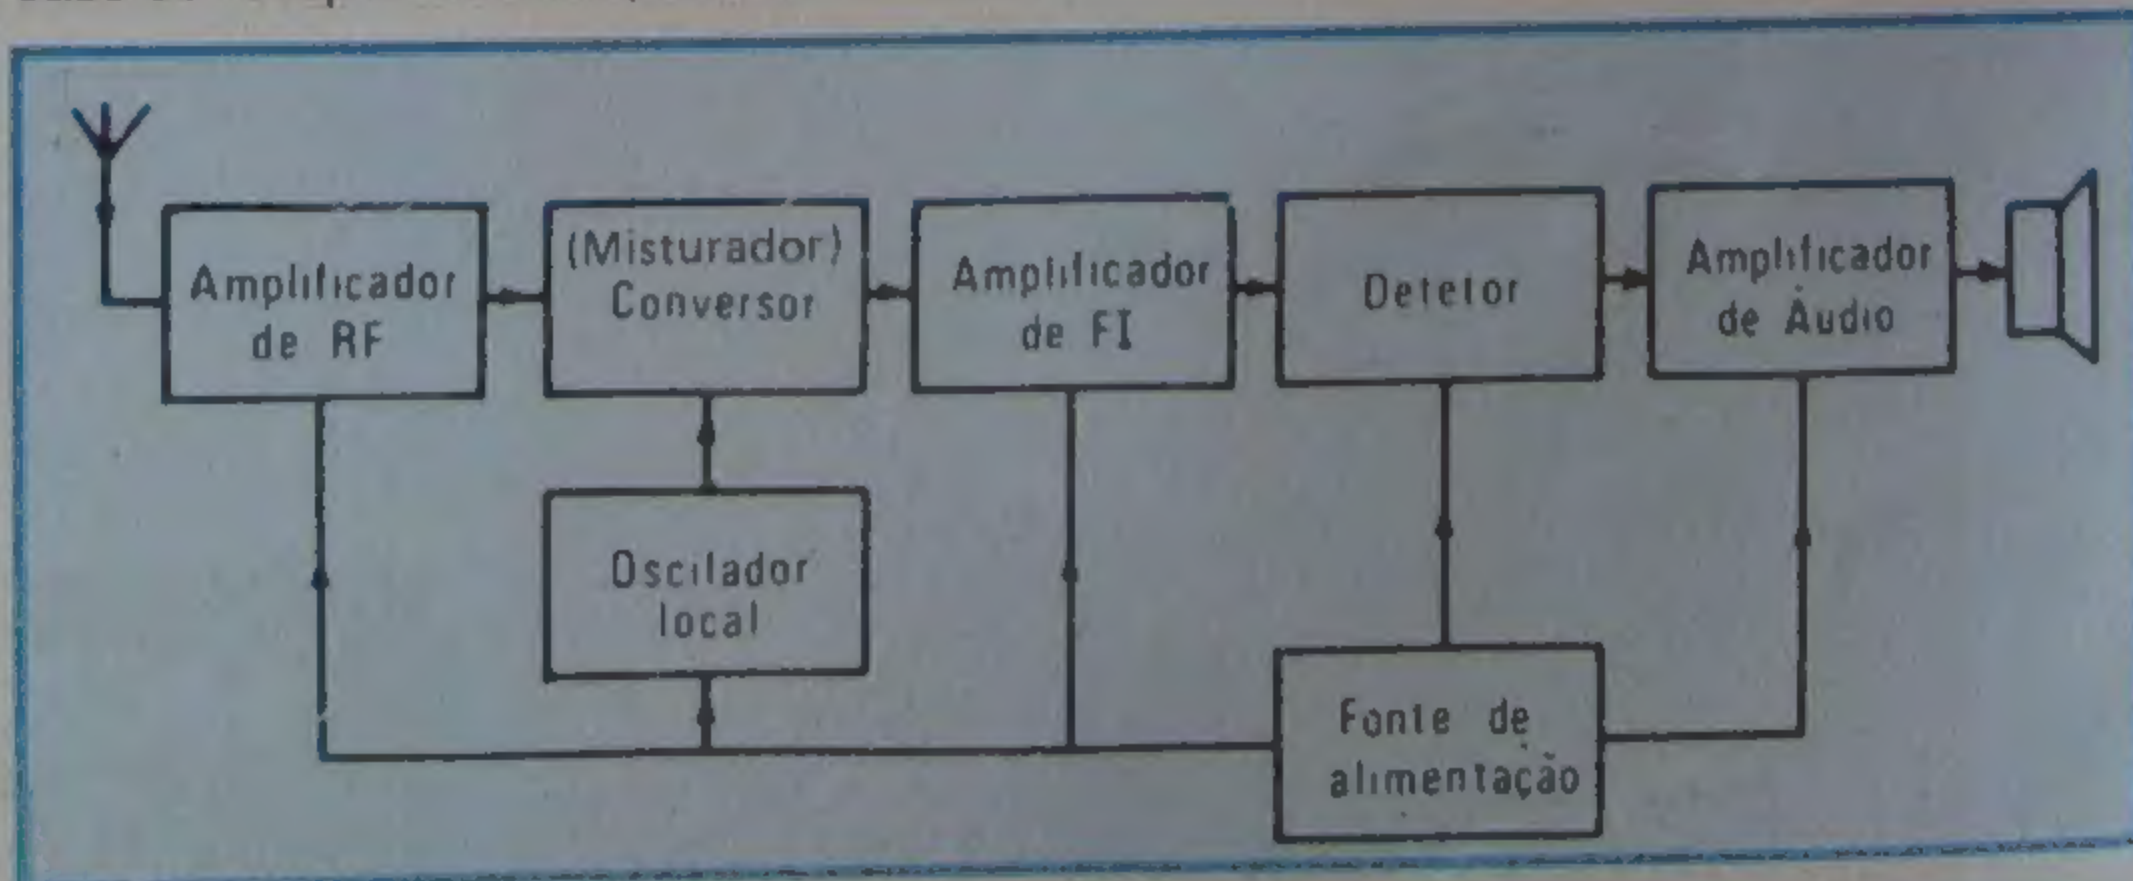 Amplificador
de RF
(Misturador)
Conversor
Amplificador
de FI
Detetor
Amplificador
de Áudio
Oscilador
local
Fonte de
alimentação